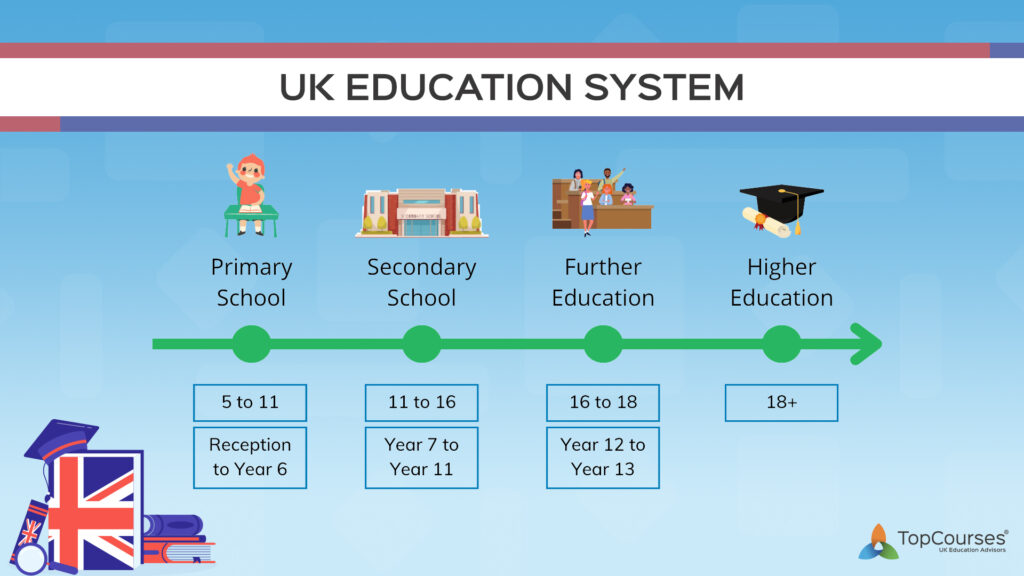 UK EDUCATION SYSTEM
Primary
School
Secondary
School
Further
Education
Higher
Education
5 to 11
11 to 16
16 to 18
18+
Reception
to Year 6
Year 7 to
Year 11
Year 12 to
Year 13
TopCourses®
UK Education Advisors